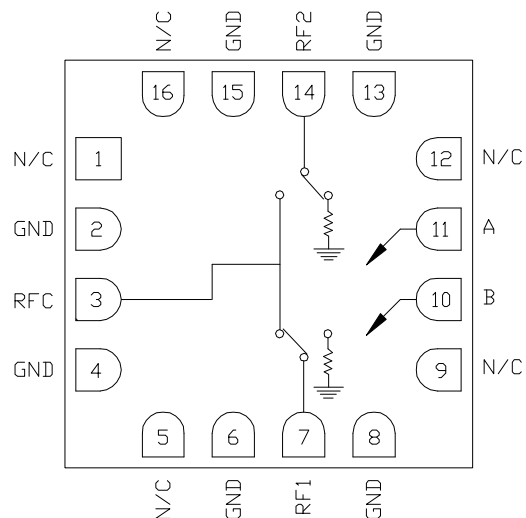 N/C
GND
RF2
GND
16
15
14
13
N/C 1
12 N/C
GND 2
11 A
RFC 3
10 B
GND 4
9 N/C
5
6
7
8
N/C
GND
RF1
GND